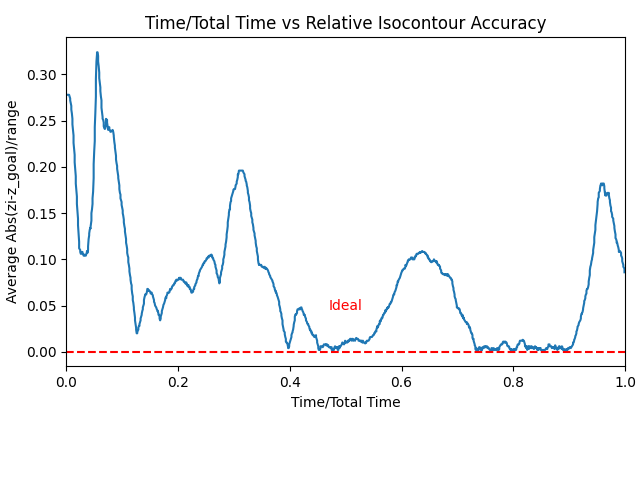 Time/Total Time vs Relative Isocontour Accuracy
Average Abs(zi-z_goal)/range
0.30
0.25
0.20
0.15
0.10
0.05
0.00
Ideal
0.0 0.2 0.4 0.6 0.8 1.0
Time/Total Time